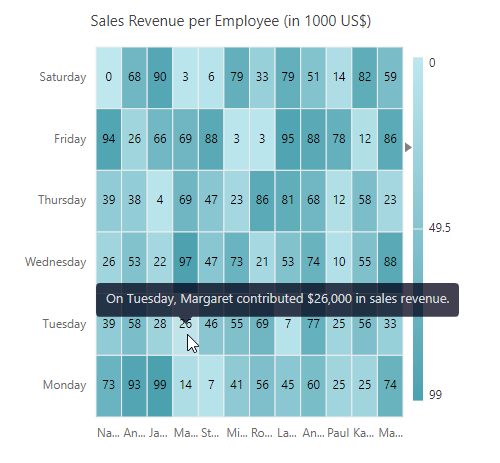 Sales Revenue per Employee (in 1000 US$)
Saturday 0 68 90 3 6 79 33 79 51 14 82 59
0
Friday 94 26 66 69 88 3 3 95 88 78 12 86
Thursday 39 38 4 69 47 23 86 81 68 12 58 23
49.5
Wednesday 26 53 22 97 47 73 21 53 74 10 55 88
On Tuesday, Margaret contributed $26,000 in sales revenue.
Tuesday 39 58 28 26 46 55 69 7 77 25 56 33
Monday 73 93 99 14 7 41 56 45 60 25 25 74
99
Na... An... Ja... Ma... St... Mi... Ro... La... An... Paul Ka... Ma...